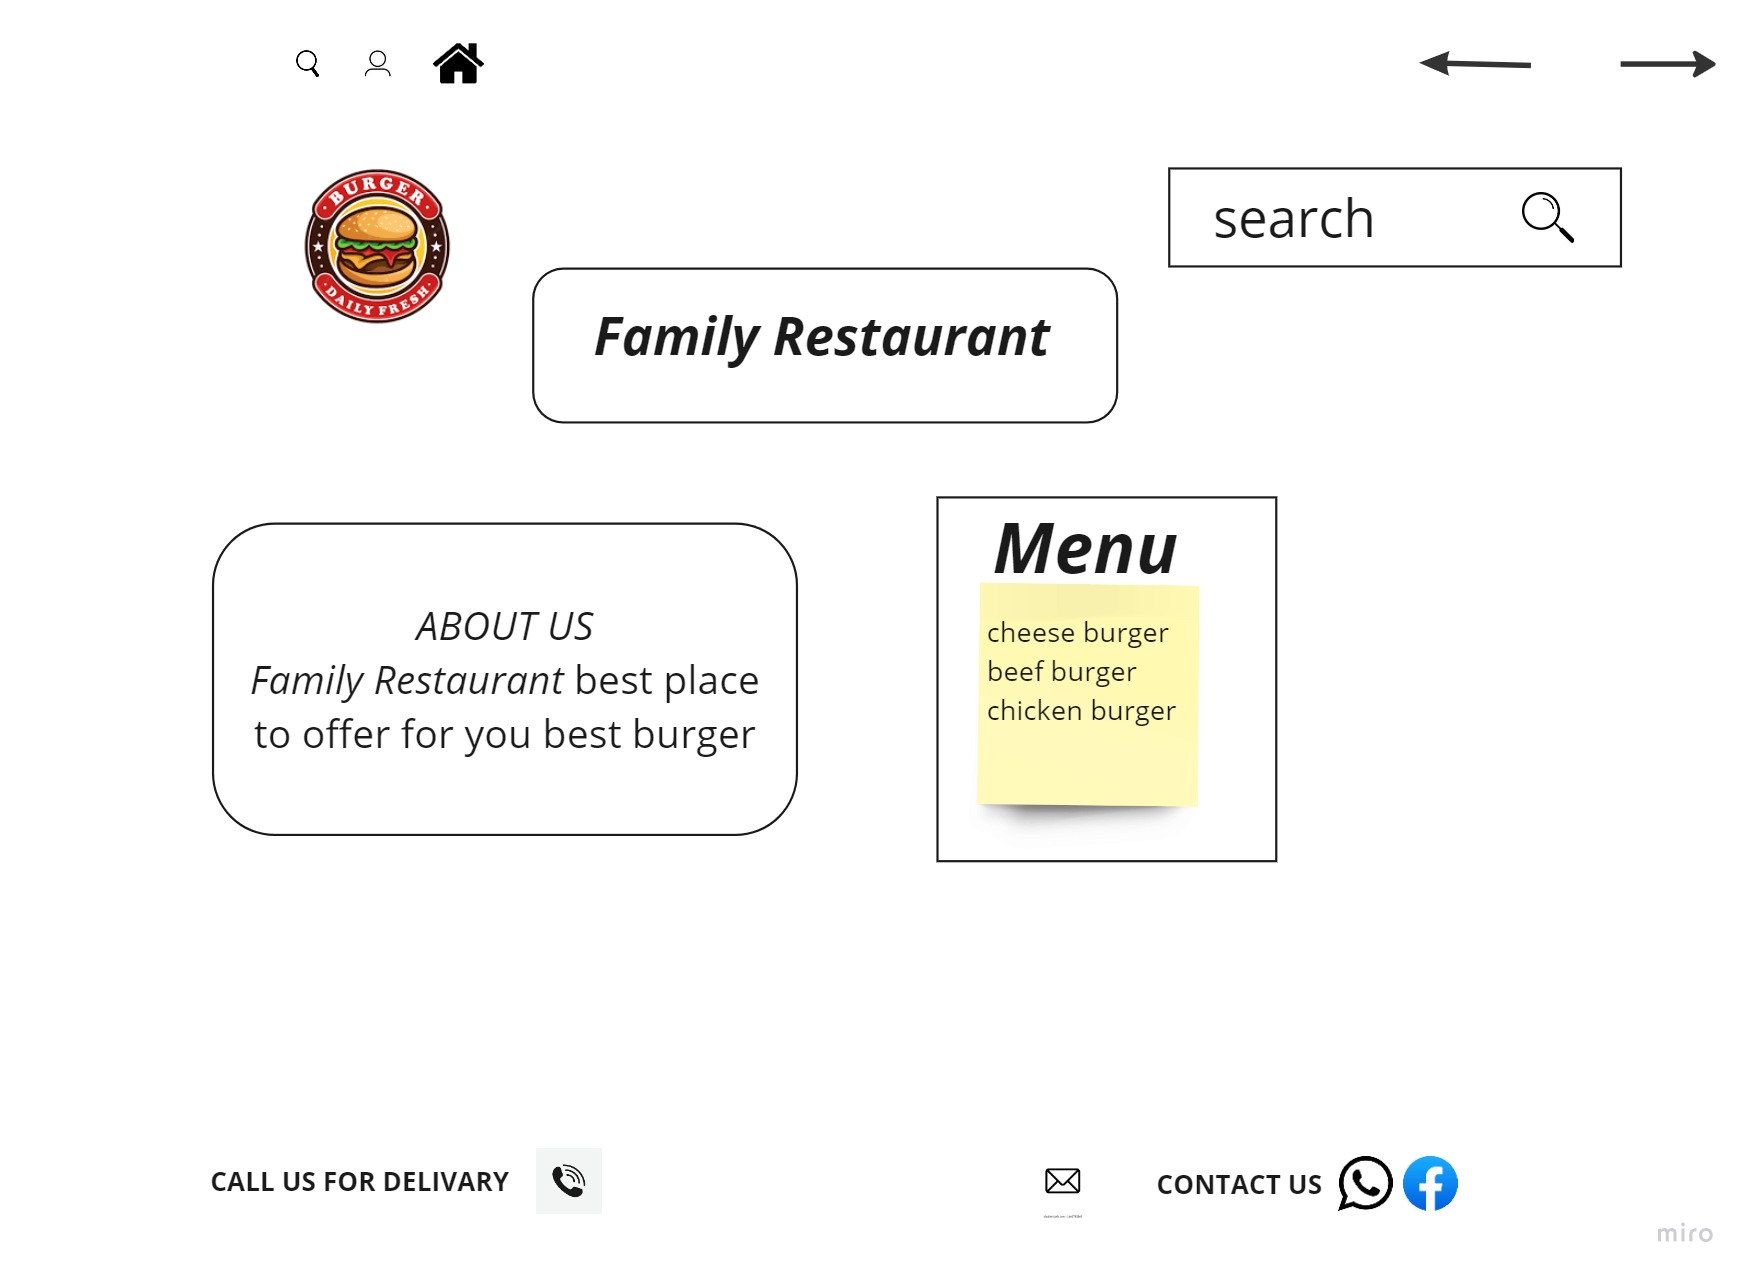 BURGER
DAILY FRESH
search
Family Restaurant
ABOUT US
Family Restaurant best place
to offer for you best burger
Menu
cheese burger
beef burger
chicken burger
CALL US FOR DELIVARY
CONTACT US
miro